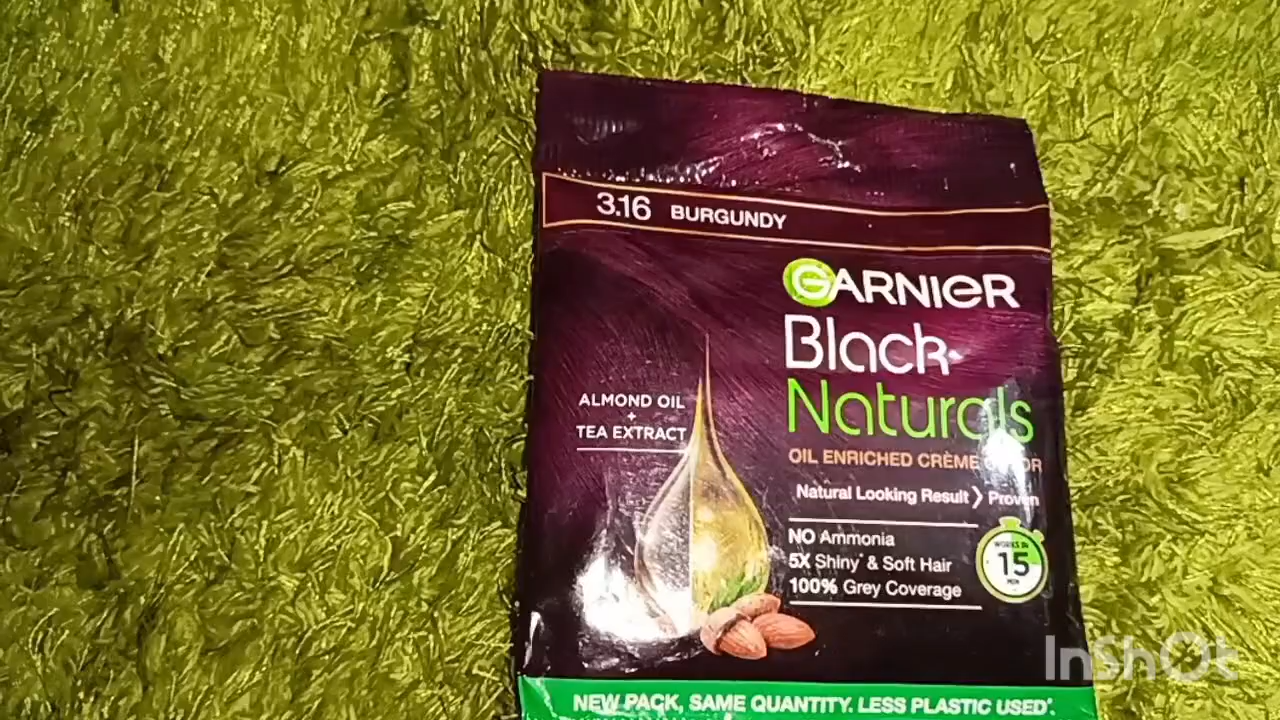 3.16 BURGUNDY
GARNIER
Black
Naturals
ALMOND OIL
+
TEA EXTRACT
OIL ENRICHED CRÈME
Natural Looking Result > Proven
NO Ammonia
5X Shiny* & Soft Hair
100% Grey Coverage
WORKS IN
15
MIN
NEW PACK, SAME QUANTITY. LESS PLASTIC USED*.
InShOt